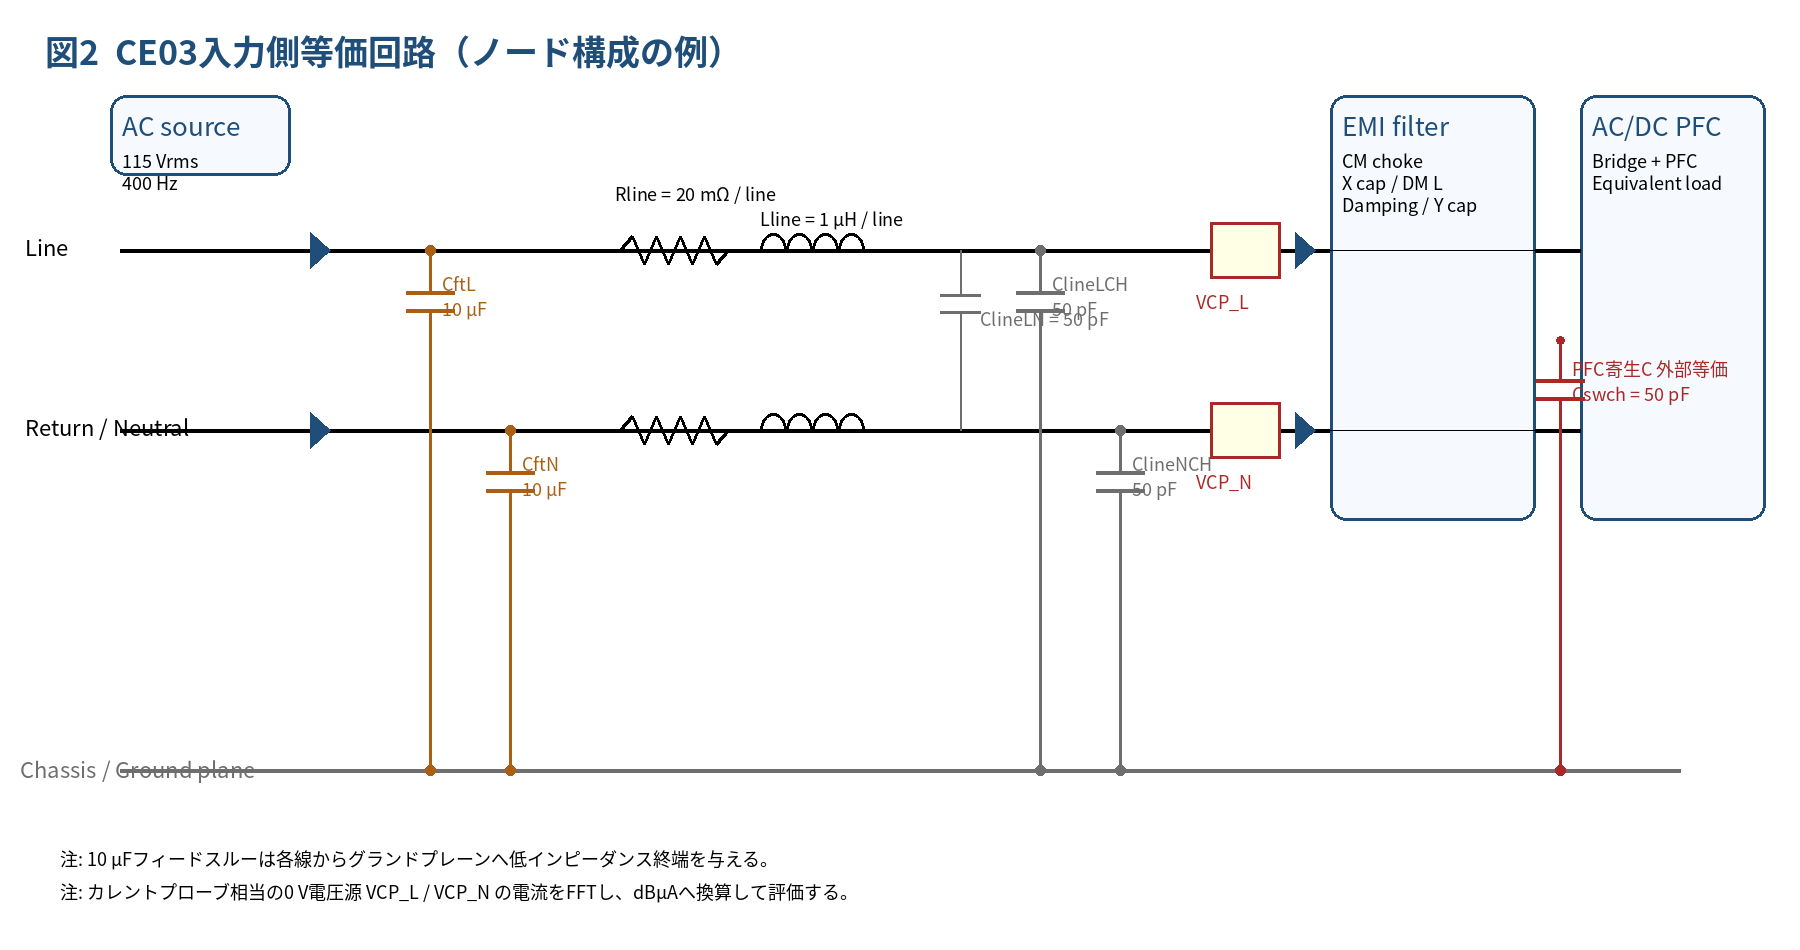 図2 CE03入力側等価回路（ノード構成の例）
AC source
115 Vrms
400 Hz
EMI filter
CM choke
X cap / DM L
Damping / Y cap
AC/DC PFC
Bridge + PFC
Equivalent load
Rline = 20 mΩ / line
Lline = 1 µH / line
Line
CftL
10 µF
ClineLCH
50 pF
ClineLN = 50 pF
VCP_L
PFC寄生C 外部等価
Cswch = 50 pF
Return / Neutral
CftN
10 µF
ClineNCH
50 pF
VCP_N
Chassis / Ground plane
注: 10 µFフィードスルーは各線からグランドプレーンへ低インピーダンス終端を与える。
注: カレントプローブ相当の0 V電圧源 VCP_L / VCP_N の電流をFFTし、dBµAへ換算して評価する。